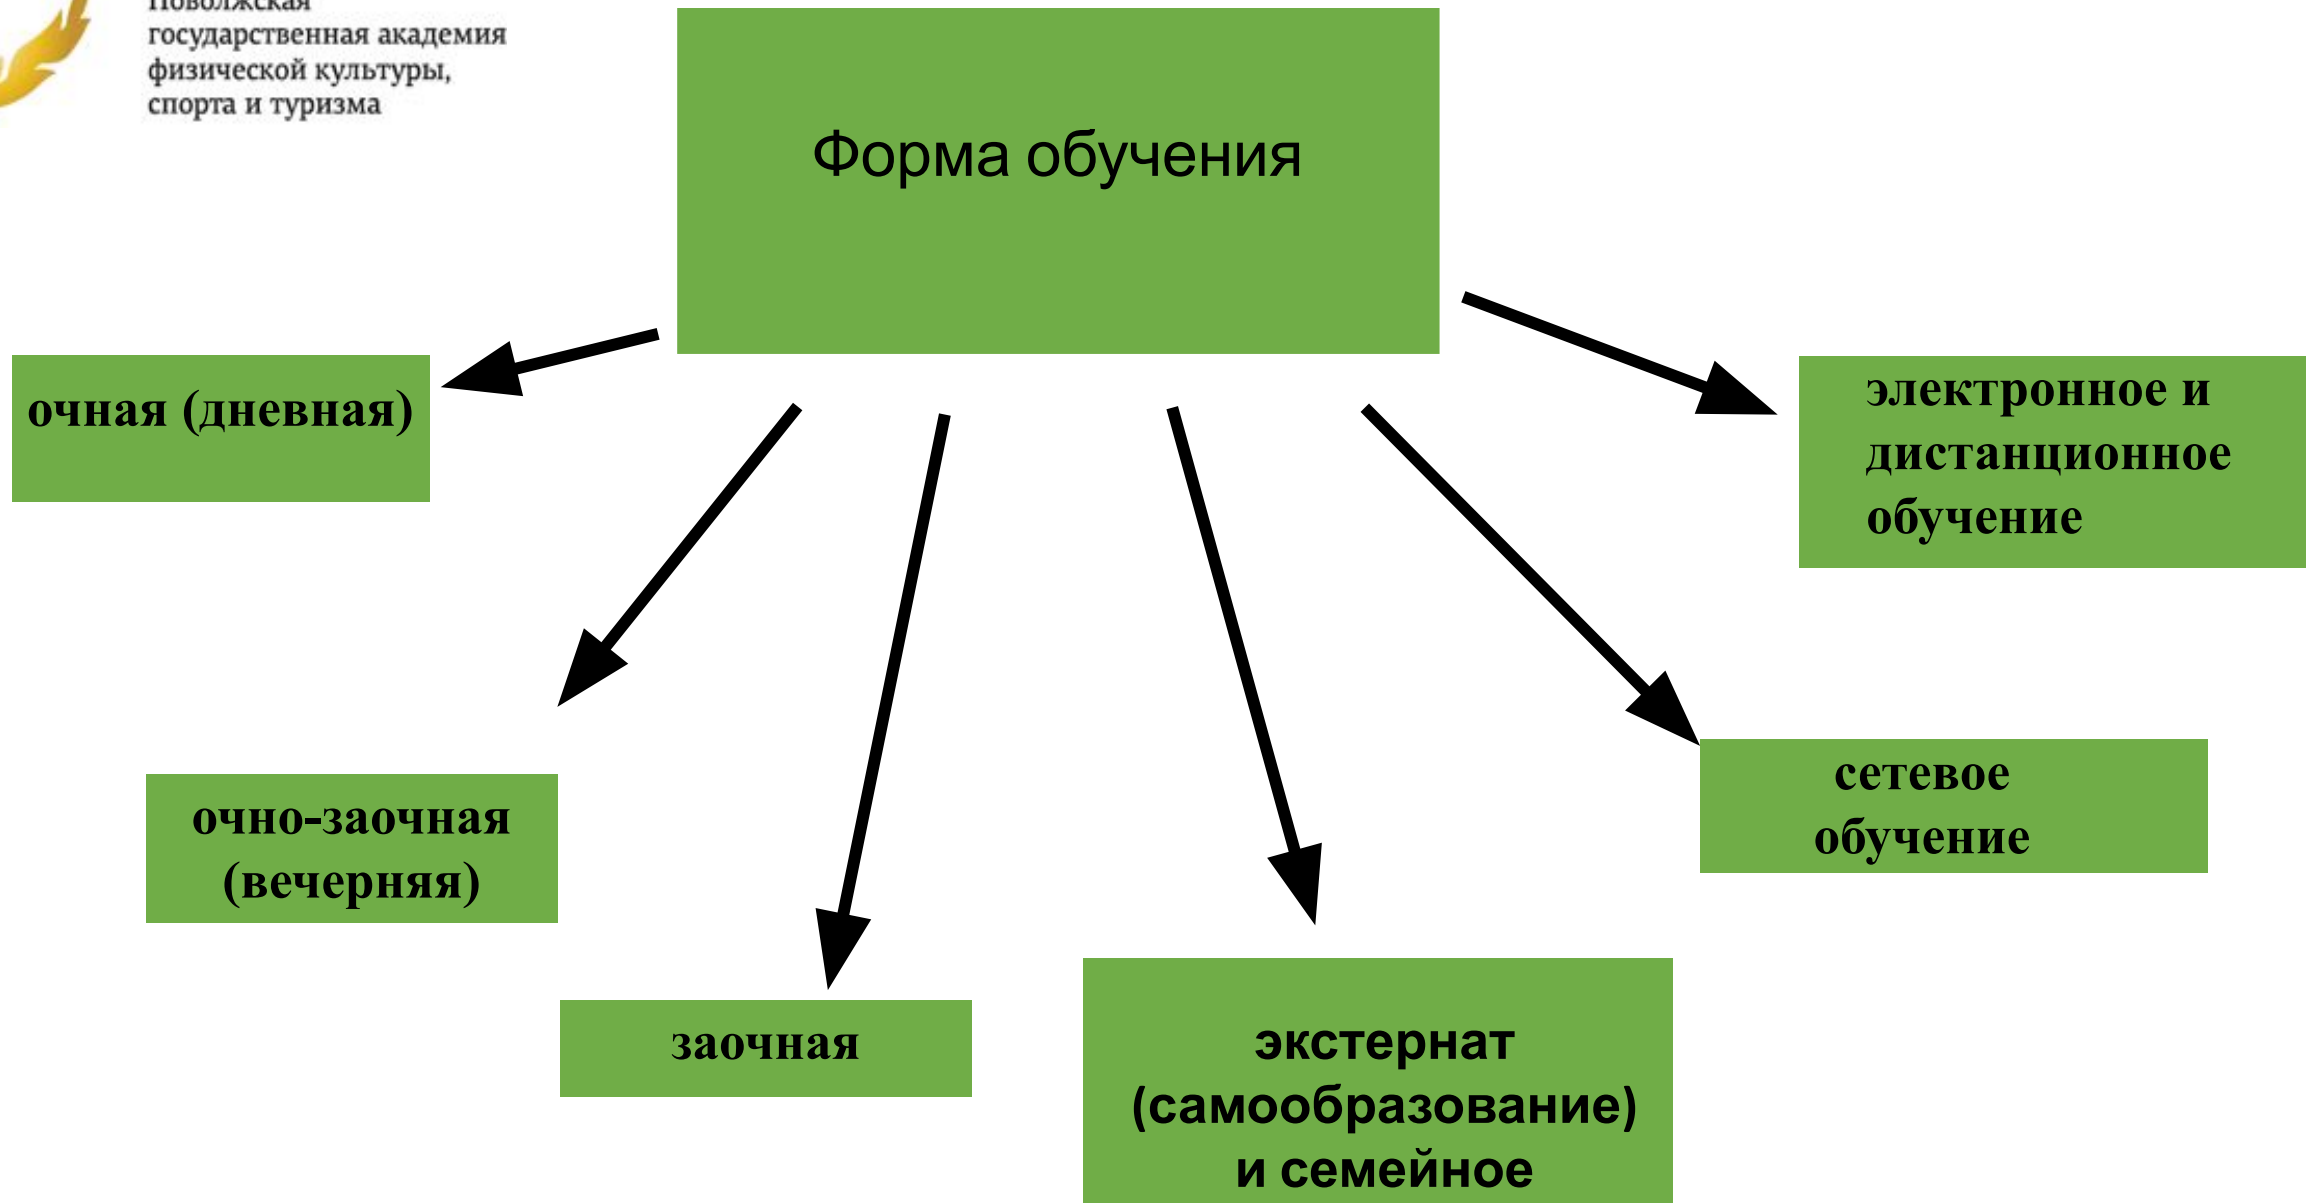 Поволжская
государственная академия
физической культуры,
спорта и туризма
Форма обучения
очная (дневная)
электронное и
дистанционное
обучение
очно-заочная
(вечерняя)
сетевое
обучение
заочная
экстернат
(самообразование)
и семейное